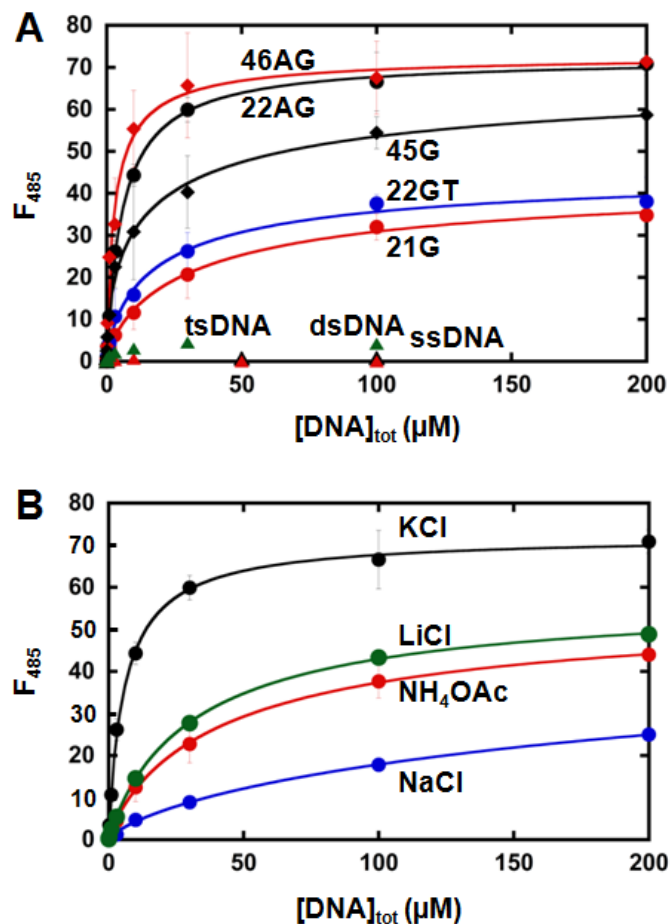 A
80
70
60
50
40
30
20
10
0
F485
46AG
22AG
45G
22GT
21G
tsDNA
dsDNA
ssDNA
0
50
100
150
200
[DNA]tot (µM)
B
80
70
60
50
40
30
20
10
0
F485
KCl
LiCl
NH4OAc
NaCl
0
50
100
150
200
[DNA]tot (µM)